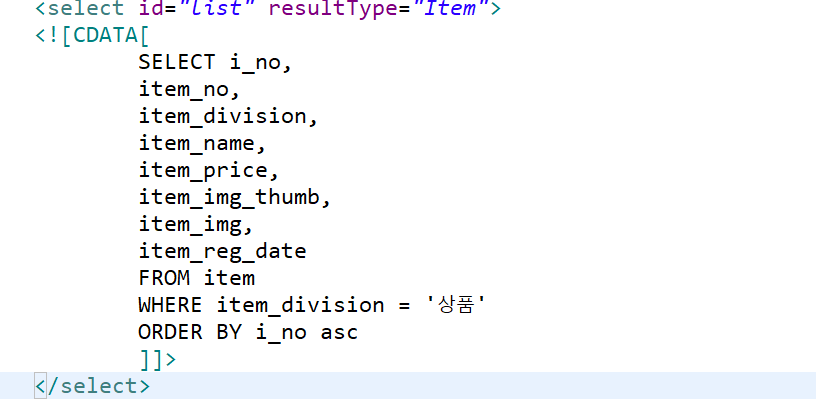 <select id="list" resultType="Item">
<![CDATA[
SELECT i_no,
item_no,
item_division,
item_name,
item_price,
item_img_thumb,
item_img,
item_reg_date
FROM item
WHERE item_division = '상품'
ORDER BY i_no asc
]]>
</select>